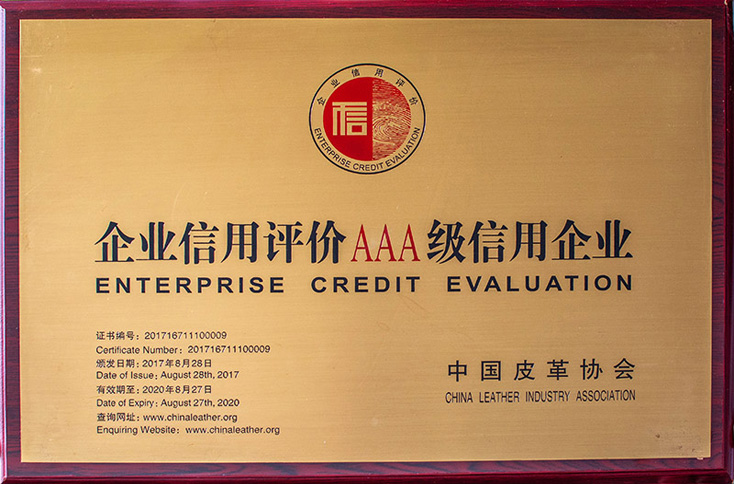 企业信用评价
信
ENTERPRISE CREDIT EVALUATION
企业信用评价AAA级信用企业
ENTERPRISE CREDIT EVALUATION
证书编号：201716711100009
Certificate Number：201716711100009
颁发日期：2017年8月28日
Date of Issue：August 28th, 2017
有效期至：2020年8月27日
Date of Expiry：August 27th, 2020
查询网址：www.chinaleather.org
Enquiring Website：www.chinaleather.org
中国皮革协会
CHINA LEATHER INDUSTRY ASSOCIATION